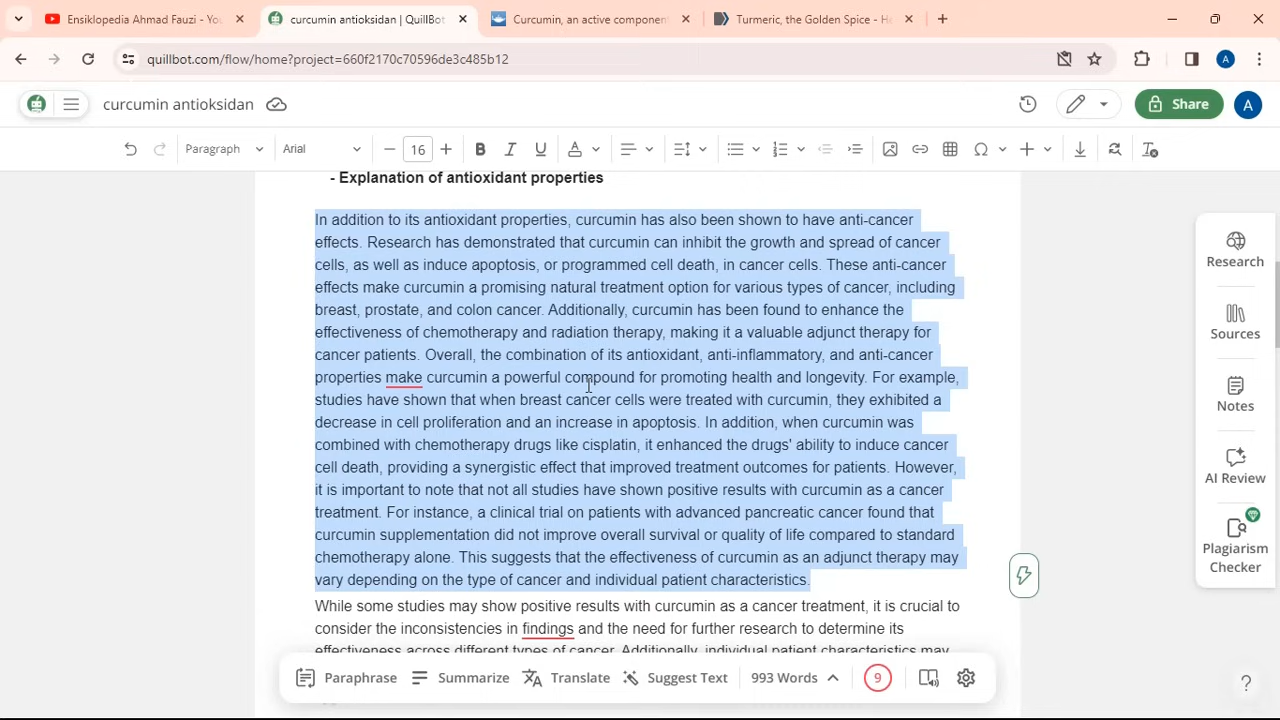 Ensiklopedia Ahmad Fauzi - You
curcumin antioksidan | QuillBot
Curcumin, an active component
Turmeric, the Golden Spice - He
quillbot.com/flow/home?project=660f2170c70596de3c485b12
A
curcumin antioksidan
Share
A
Paragraph
Arial
16
B
I
U
A
- Explanation of antioxidant properties
In addition to its antioxidant properties, curcumin has also been shown to have anti-cancer
effects. Research has demonstrated that curcumin can inhibit the growth and spread of cancer
cells, as well as induce apoptosis, or programmed cell death, in cancer cells. These anti-cancer
effects make curcumin a promising natural treatment option for various types of cancer, including
breast, prostate, and colon cancer. Additionally, curcumin has been found to enhance the
effectiveness of chemotherapy and radiation therapy, making it a valuable adjunct therapy for
cancer patients. Overall, the combination of its antioxidant, anti-inflammatory, and anti-cancer
properties make curcumin a powerful compound for promoting health and longevity. For example,
studies have shown that when breast cancer cells were treated with curcumin, they exhibited a
decrease in cell proliferation and an increase in apoptosis. In addition, when curcumin was
combined with chemotherapy drugs like cisplatin, it enhanced the drugs' ability to induce cancer
cell death, providing a synergistic effect that improved treatment outcomes for patients. However,
it is important to note that not all studies have shown positive results with curcumin as a cancer
treatment. For instance, a clinical trial on patients with advanced pancreatic cancer found that
curcumin supplementation did not improve overall survival or quality of life compared to standard
chemotherapy alone. This suggests that the effectiveness of curcumin as an adjunct therapy may
vary depending on the type of cancer and individual patient characteristics.
While some studies may show positive results with curcumin as a cancer treatment, it is crucial to
consider the inconsistencies in findings and the need for further research to determine its
effectiveness across different types of cancer. Additionally, individual patient characteristics may
Research
Sources
Notes
AI Review
Plagiarism
Checker
Paraphrase
Summarize
Translate
Suggest Text
993 Words
9
?